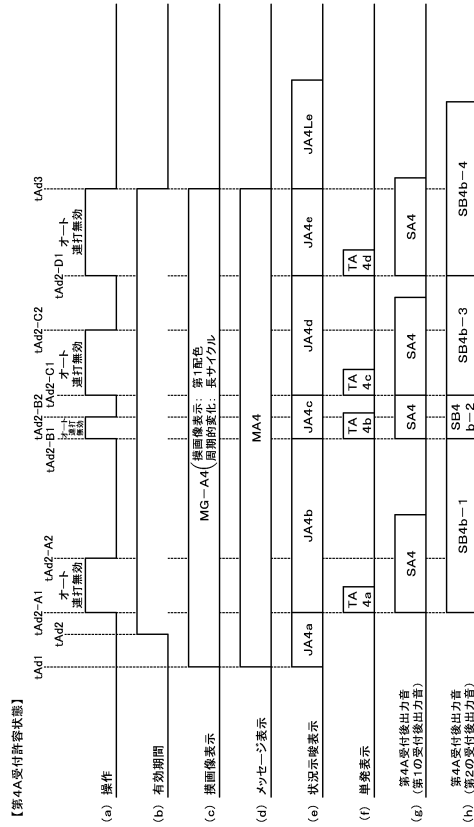 【第4A受付許容状態】
tAd1
tAd2
tAd2-A1
tAd2-A2
tAd2-B1
tAd2-B2
tAd2-C1
tAd2-C2
tAd2-D1
tAd3
(a) 操作
オート
連打無効
オート
連打
無効
オート
連打無効
オート
連打無効
(b) 有効期間
(c) 摸画像表示
MG-A4(摸画像表示：第1配色
周期的変化：長サイクル)
(d) メッセージ表示
MA4
(e) 状況示唆表示
JA4a
JA4b
JA4c
JA4d
JA4e
JA4Le
(f) 単発表示
TA
4a
TA
4b
TA
4c
TA
4d
(g) 第4A受付後出力音
(第1の受付後出力音)
SA4
SA4
SA4
SA4
(h) 第4A受付後出力音
(第2の受付後出力音)
SB4b-1
SB4
b-2
SB4b-3
SB4b-4